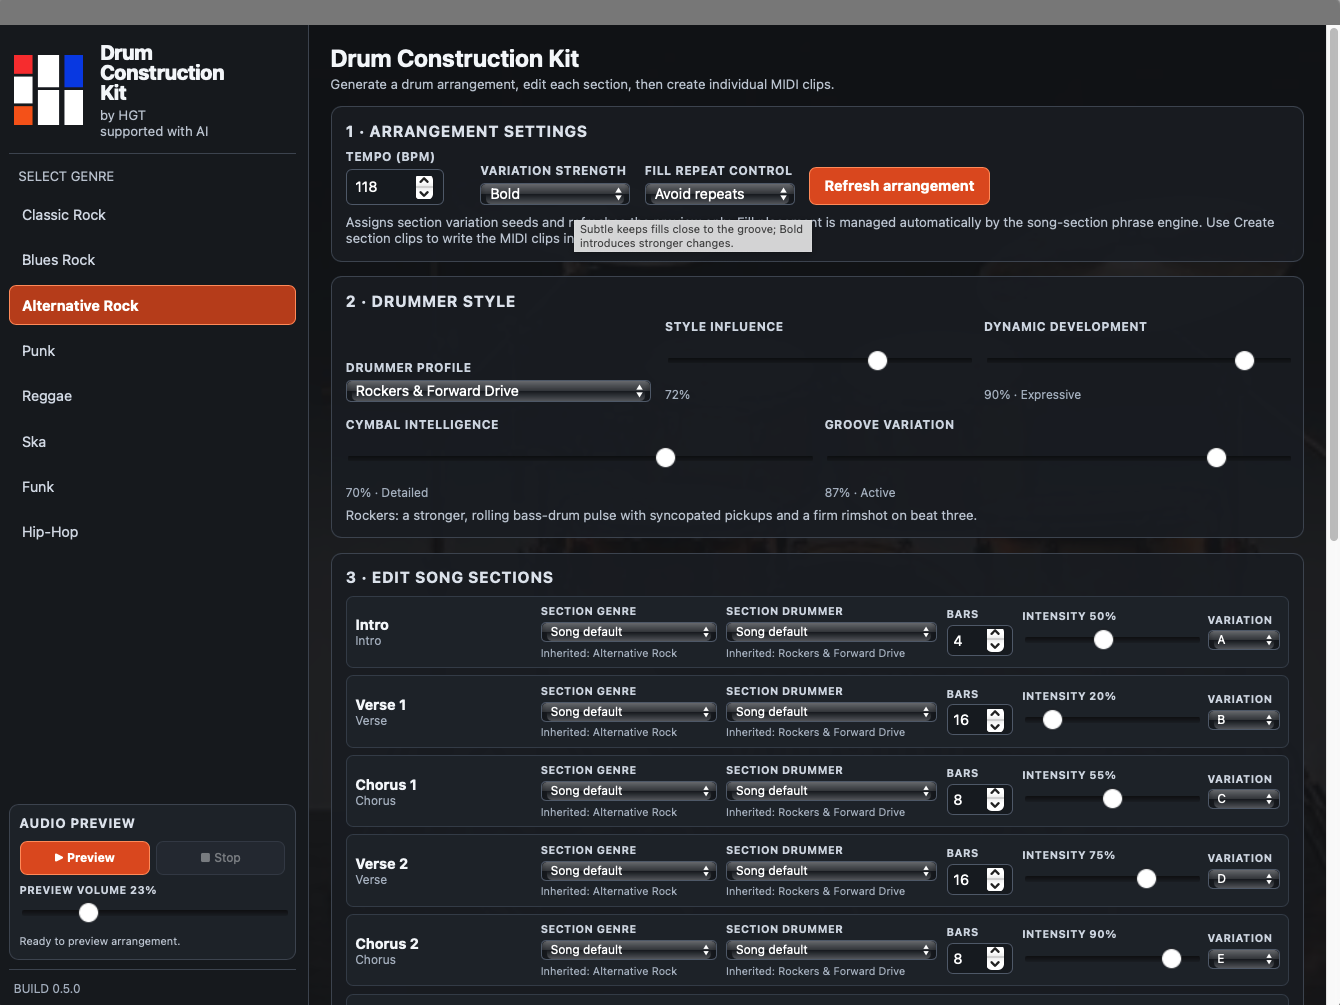 Drum
Construction
Kit
by HGT
supported with AI
SELECT GENRE
Classic Rock
Blues Rock
Alternative Rock
Punk
Reggae
Ska
Funk
Hip-Hop
AUDIO PREVIEW
Preview
Stop
PREVIEW VOLUME 23%
Ready to preview arrangement.
BUILD 0.5.0
Drum Construction Kit
Generate a drum arrangement, edit each section, then create individual MIDI clips.
1 · ARRANGEMENT SETTINGS
TEMPO (BPM)
118
VARIATION STRENGTH
Bold
FILL REPEAT CONTROL
Avoid repeats
Refresh arrangement
Assigns section variation seeds and is managed automatically by the song-section phrase engine. Use Create
section clips to write the MIDI clips in
Subtle keeps fills close to the groove; Bold
introduces stronger changes.
2 · DRUMMER STYLE
DRUMMER PROFILE
Rockers & Forward Drive
STYLE INFLUENCE
72%
DYNAMIC DEVELOPMENT
90% · Expressive
CYMBAL INTELLIGENCE
70% · Detailed
GROOVE VARIATION
87% · Active
Rockers: a stronger, rolling bass-drum pulse with syncopated pickups and a firm rimshot on beat three.
3 · EDIT SONG SECTIONS
Intro
Intro
SECTION GENRE
Song default
Inherited: Alternative Rock
SECTION DRUMMER
Song default
Inherited: Rockers & Forward Drive
BARS
4
INTENSITY 50%
VARIATION
A
Verse 1
Verse
SECTION GENRE
Song default
Inherited: Alternative Rock
SECTION DRUMMER
Song default
Inherited: Rockers & Forward Drive
BARS
16
INTENSITY 20%
VARIATION
B
Chorus 1
Chorus
SECTION GENRE
Song default
Inherited: Alternative Rock
SECTION DRUMMER
Song default
Inherited: Rockers & Forward Drive
BARS
8
INTENSITY 55%
VARIATION
C
Verse 2
Verse
SECTION GENRE
Song default
Inherited: Alternative Rock
SECTION DRUMMER
Song default
Inherited: Rockers & Forward Drive
BARS
16
INTENSITY 75%
VARIATION
D
Chorus 2
Chorus
SECTION GENRE
Song default
Inherited: Alternative Rock
SECTION DRUMMER
Song default
Inherited: Rockers & Forward Drive
BARS
8
INTENSITY 90%
VARIATION
E